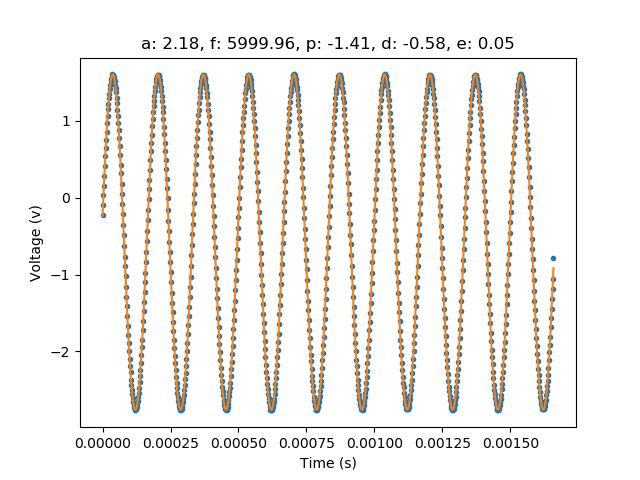 a: 2.18, f: 5999.96, p: -1.41, d: -0.58, e: 0.05
1
0
−1
−2
Voltage (v)
0.00000 0.00025 0.00050 0.00075 0.00100 0.00125 0.00150
Time (s)